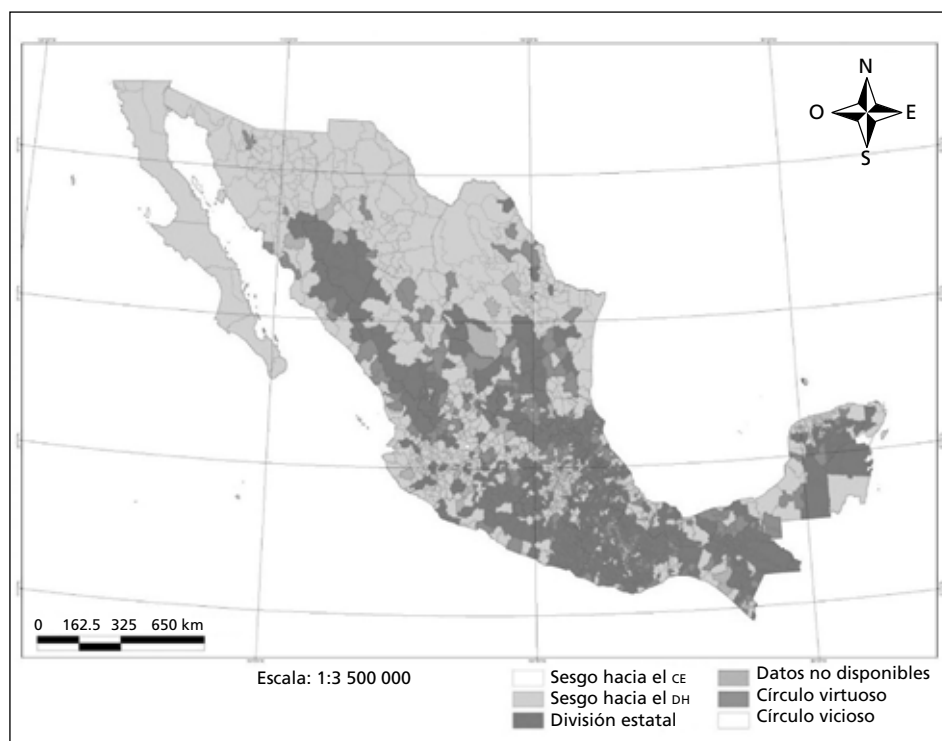 N
O E
S
0 162.5 325 650 km
Escala: 1:3 500 000
Sesgo hacia el CE
Sesgo hacia el DH
División estatal
Datos no disponibles
Círculo virtuoso
Círculo vicioso